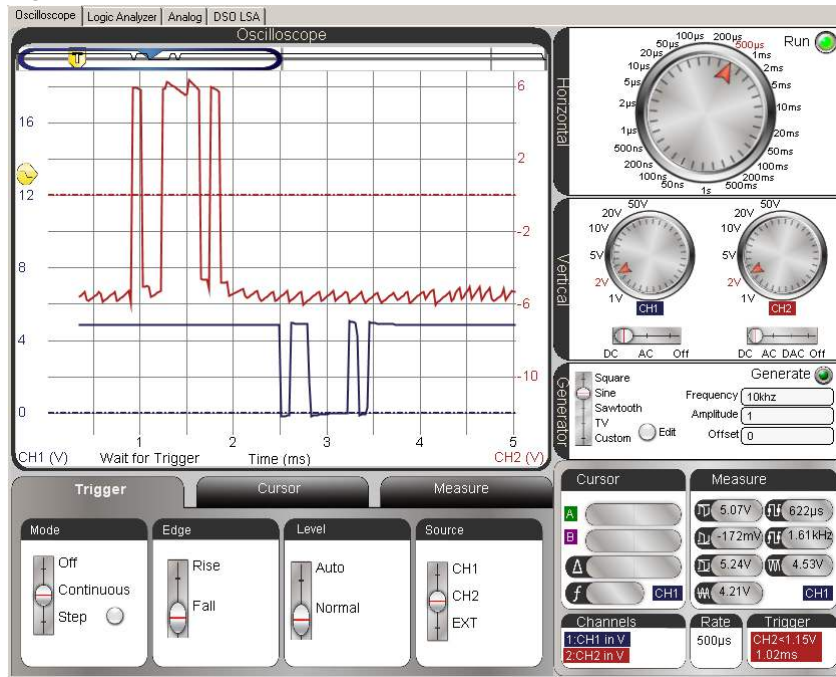 Oscilloscope Logic Analyzer Analog DSO LSA
Oscilloscope
T
16
12
8
4
0
6
2
-2
-6
-10
1 2 3 4 5
CH1 (V) Wait for Trigger Time (ms) CH2 (V)
Horizontal
Run
50ns
100ns
200ns
500ns
1µs
2µs
5µs
10µs
20µs
50µs
100µs
200µs
500µs
1ms
2ms
5ms
10ms
20ms
50ms
100ms
200ms
500ms
1s
Vertical
50V
20V
10V
5V
2V
1V
CH1
DC AC Off
50V
20V
10V
5V
2V
1V
CH2
DC AC DAC Off
Generator
Square
Sine
Sawtooth
TV
Custom
Edit
Generate
Frequency 10khz
Amplitude 1
Offset 0
Trigger Cursor Measure
Mode
Off
Continuous
Step
Edge
Rise
Fall
Level
Auto
Normal
Source
CH1
CH2
EXT
Cursor
A
B
Δ
f CH1
Measure
5.07V 622µs
-172mV 1.61kHz
5.24V 4.53V
4.21V CH1
Channels
1:CH1 in V
2:CH2 in V
Rate
500µs
Trigger
CH2<1.15V
1.02ms